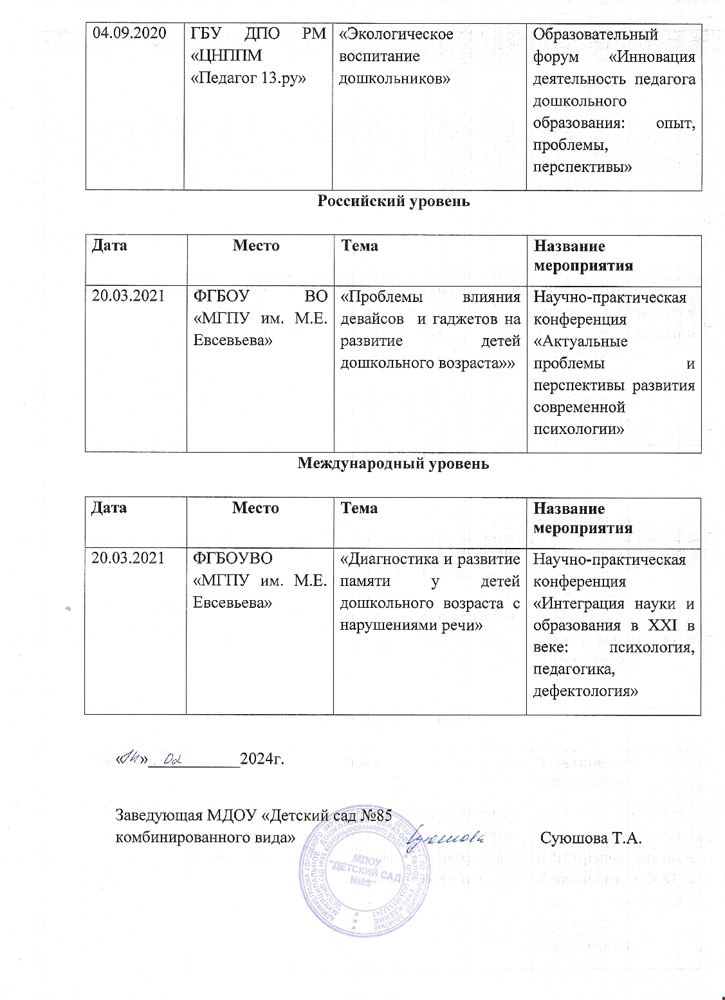 04.09.2020
ГБУ ДПО РМ
«ЦНППМ
«Педагог 13.ру»
«Экологическое
воспитание
дошкольников»
Образовательный
форум «Инновация
деятельность педагога
дошкольного
образования: опыт,
проблемы,
перспективы»
Российский уровень
Дата
Место
Тема
Название
мероприятия
20.03.2021
ФГБОУ ВО
«МГПУ им. М.Е.
Евсевьева»
«Проблемы влияния
девайсов и гаджетов на
развитие детей
дошкольного возраста»»
Научно-практическая
конференция
«Актуальные
проблемы и
перспективы развития
современной
психологии»
Международный уровень
Дата
Место
Тема
Название
мероприятия
20.03.2021
ФГБОУВО
«МГПУ им. М.Е.
Евсевьева»
«Диагностика и развитие
памяти у детей
дошкольного возраста с
нарушениями речи»
Научно-практическая
конференция
«Интеграция науки и
образования в XXI в
веке: психология,
педагогика,
дефектология»
«14» 02 2024г.
Заведующая МДОУ «Детский сад №85
комбинированного вида» Суюшова Т.А.
МДОУ
"ДЕТСКИЙ САД
№85"